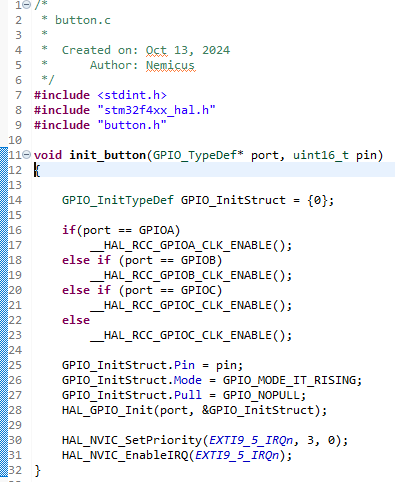 1 /*
2  * button.c
3  *
4  *  Created on: Oct 13, 2024
5  *      Author: Nemicus
6  */
7 #include <stdint.h>
8 #include "stm32f4xx_hal.h"
9 #include "button.h"
10
11 void init_button(GPIO_TypeDef* port, uint16_t pin)
12 {
13
14     GPIO_InitTypeDef GPIO_InitStruct = {0};
15
16     if(port == GPIOA)
17         __HAL_RCC_GPIOA_CLK_ENABLE();
18     else if (port == GPIOB)
19         __HAL_RCC_GPIOB_CLK_ENABLE();
20     else if (port == GPIOC)
21         __HAL_RCC_GPIOC_CLK_ENABLE();
22     else
23         __HAL_RCC_GPIOC_CLK_ENABLE();
24
25     GPIO_InitStruct.Pin = pin;
26     GPIO_InitStruct.Mode = GPIO_MODE_IT_RISING;
27     GPIO_InitStruct.Pull = GPIO_NOPULL;
28     HAL_GPIO_Init(port, &GPIO_InitStruct);
29
30     HAL_NVIC_SetPriority(EXTI9_5_IRQn, 3, 0);
31     HAL_NVIC_EnableIRQ(EXTI9_5_IRQn);
32 }